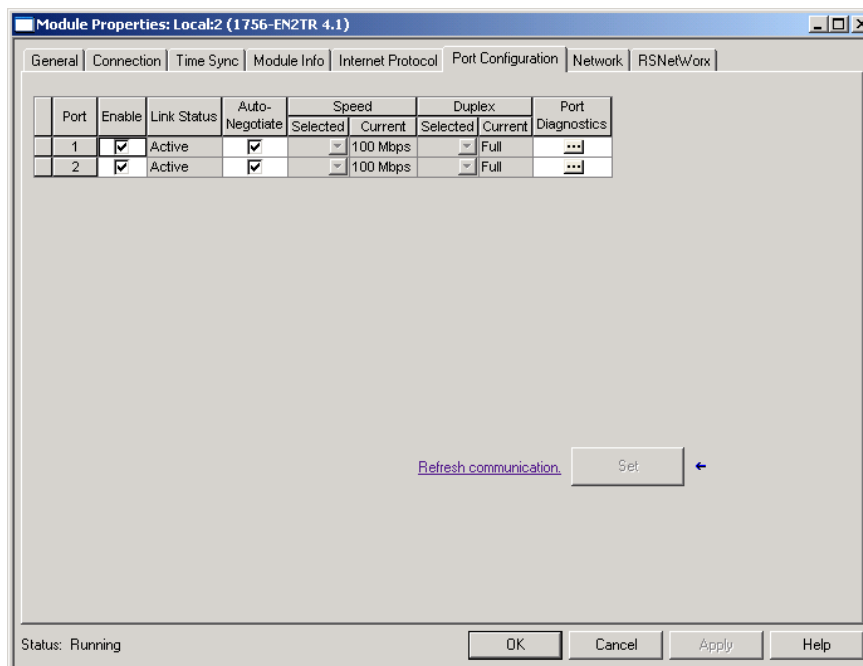 Module Properties: Local:2 (1756-EN2TR 4.1)
General Connection Time Sync Module Info Internet Protocol Port Configuration Network RSNetWorx
Port Enable Link Status Auto-Negotiate Speed Duplex Port Diagnostics
Selected Current Selected Current
1 Active 100 Mbps Full ...
2 Active 100 Mbps Full ...
Refresh communication. Set
Status: Running OK Cancel Apply Help